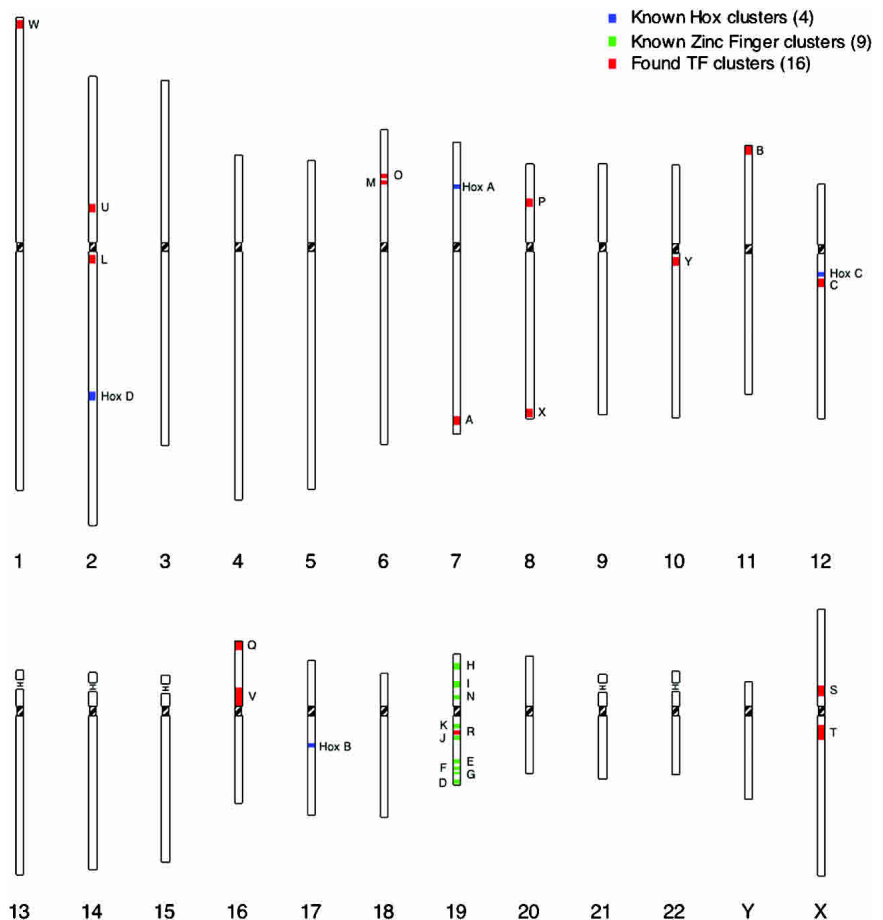 Known Hox clusters (4)
Known Zinc Finger clusters (9)
Found TF clusters (16)
W
U
L
Hox D
O
M
Hox A
A
P
X
Y
B
Hox C
C
1 2 3 4 5 6 7 8 9 10 11 12
Q
V
Hox B
H
I
N
K
R
J
E
F
G
D
S
T
13 14 15 16 17 18 19 20 21 22 Y X